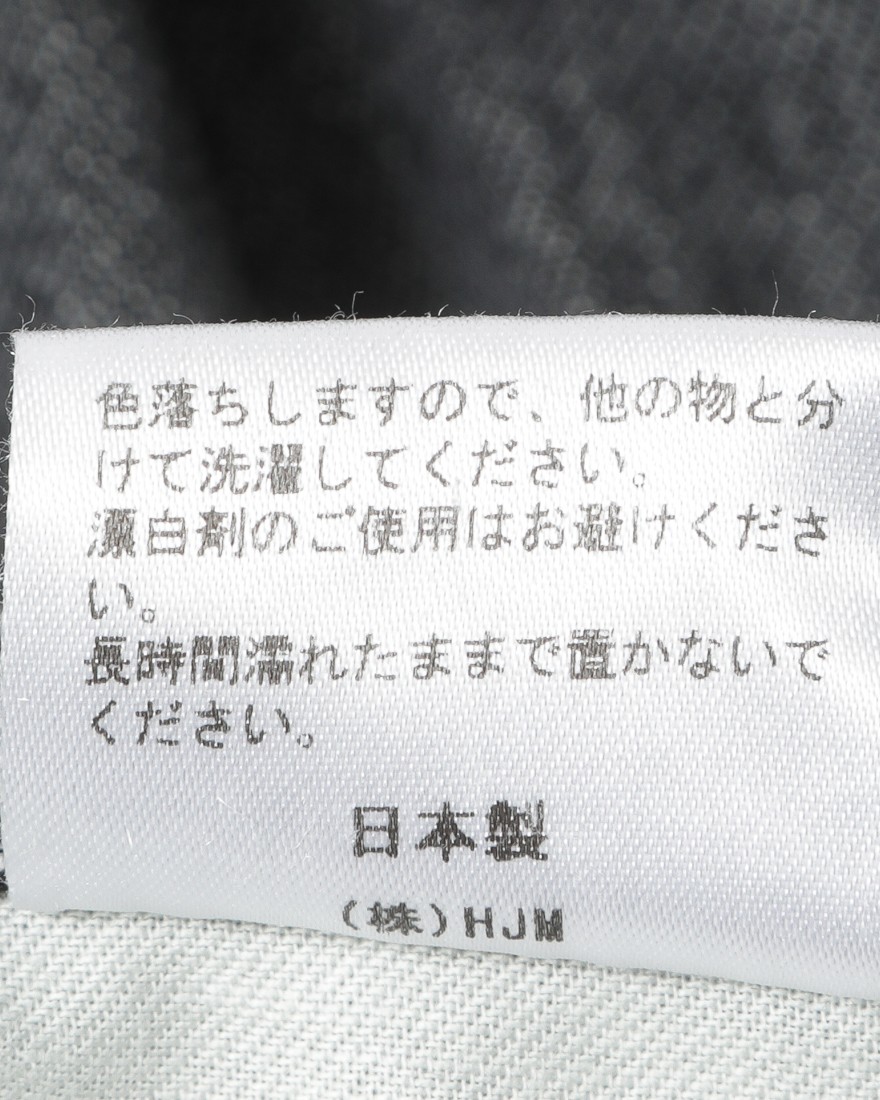 色落ちしますので、他の物と分
けて洗濯してください。
漂白剤のご使用はお避けくださ
い。
長時間濡れたままで置かないで
ください。
日本製
(株)HJM